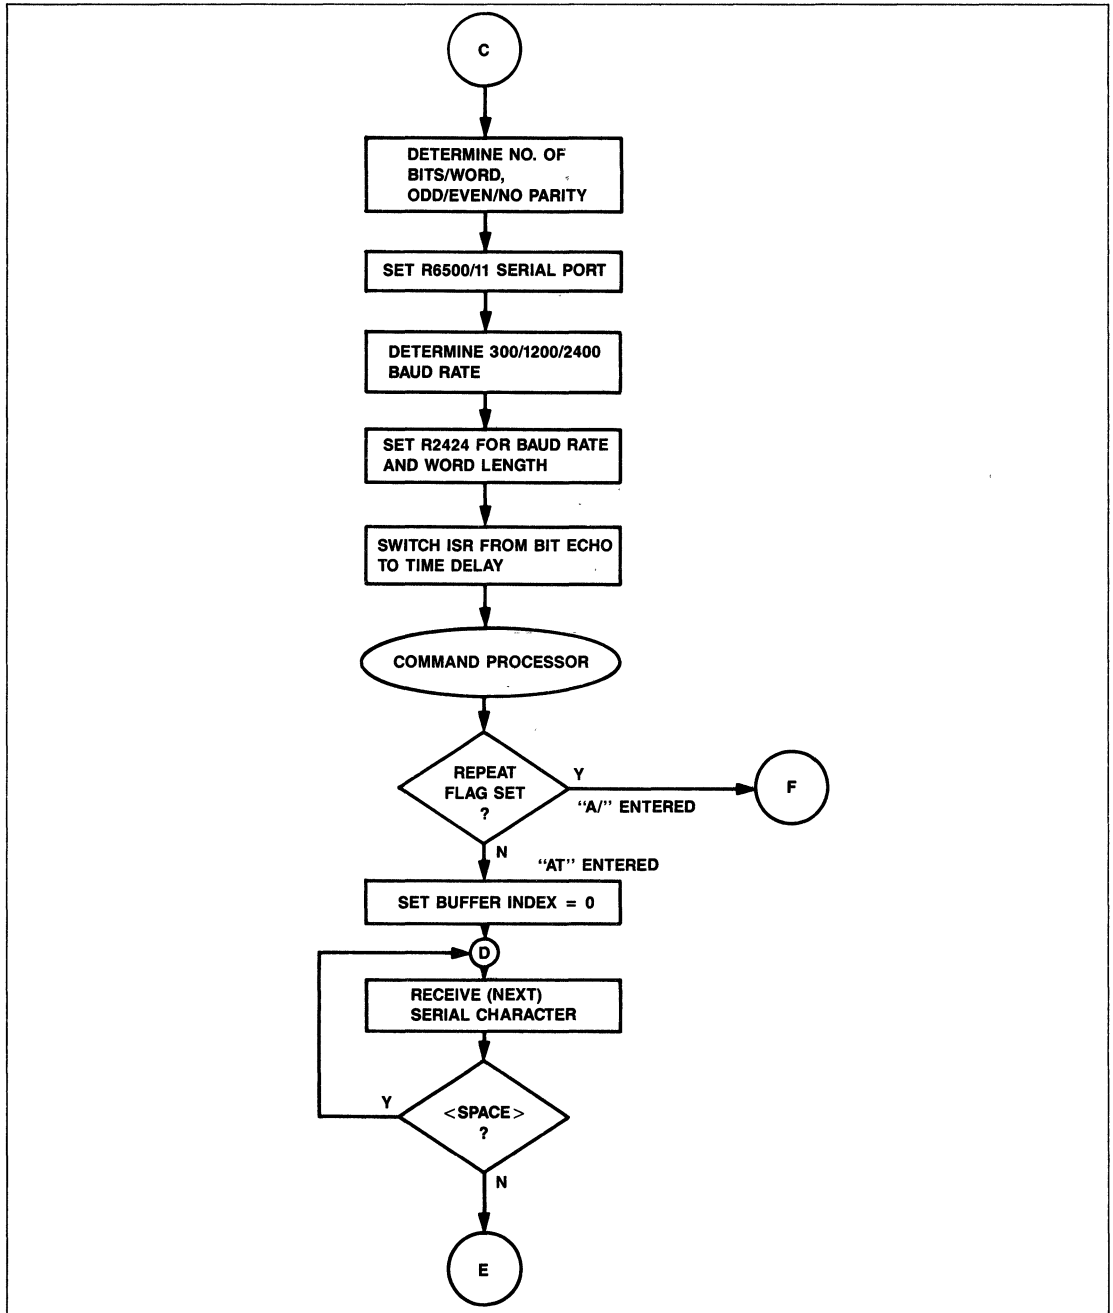 C
DETERMINE NO. OF
BITS/WORD,
ODD/EVEN/NO PARITY
SET R6500/11 SERIAL PORT
DETERMINE 300/1200/2400
BAUD RATE
SET R2424 FOR BAUD RATE
AND WORD LENGTH
SWITCH ISR FROM BIT ECHO
TO TIME DELAY
COMMAND PROCESSOR
REPEAT
FLAG SET
?
Y
"A/" ENTERED
F
N
"AT" ENTERED
SET BUFFER INDEX = 0
D
RECEIVE (NEXT)
SERIAL CHARACTER
Y
<SPACE>
?
N
E